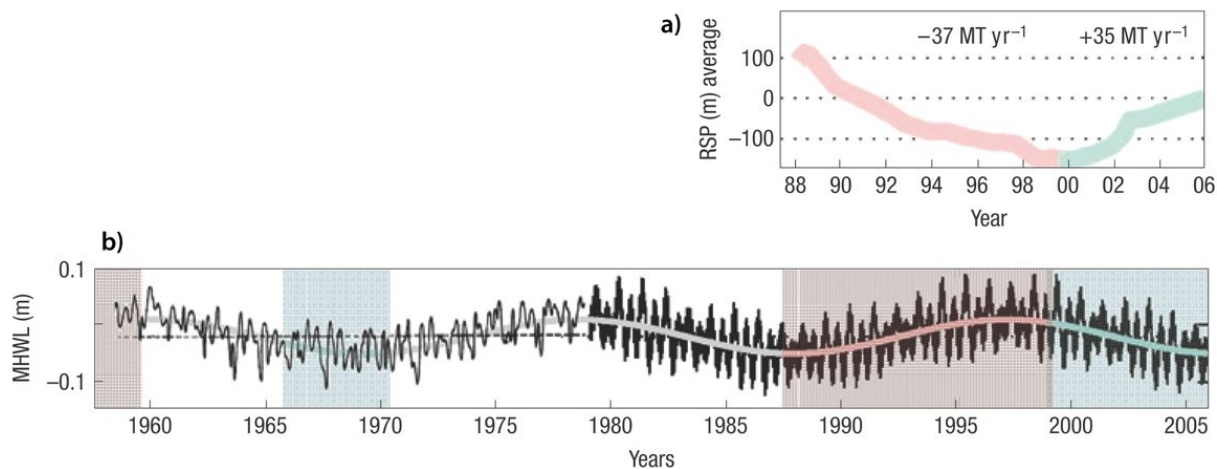 a)
−37 MT yr⁻¹ +35 MT yr⁻¹
RSP (m) average
100
0
−100
88 90 92 94 96 98 00 02 04 06
Year
b)
MHWL (m)
0.1
−0.1
1960 1965 1970 1975 1980 1985 1990 1995 2000 2005
Years